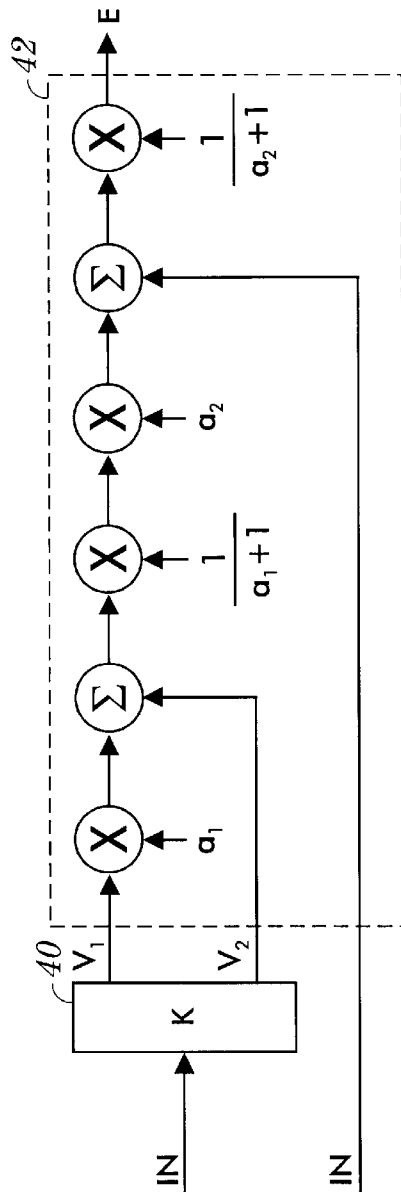 42
E
X
1
a₂+1
Σ
X
a₂
X
1
a₁+1
Σ
X
a₁
40
V₁
V₂
K
IN
IN